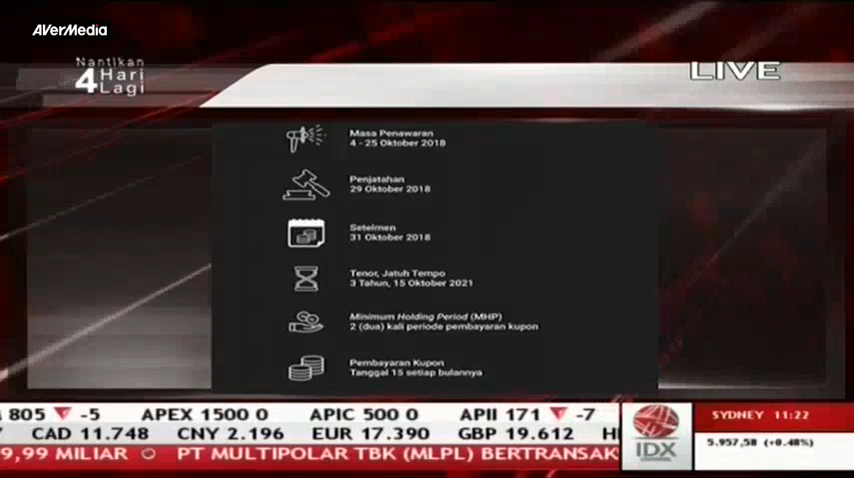 AVerMedia
Nantikan
4 Hari
Lagi
LIVE
Masa Penawaran
4 - 25 Oktober 2018
Penjatahan
29 Oktober 2018
Setelmen
31 Oktober 2018
Tenor, Jatuh Tempo
3 Tahun, 15 Oktober 2021
Minimum Holding Period (MHP)
2 (dua) kali periode pembayaran kupon
Pembayaran Kupon
Tanggal 15 setiap bulannya
805 -5 APEX 1500 0 APIC 500 0 APII 171 -7
CAD 11.748 CNY 2.196 EUR 17.390 GBP 19.612
9,99 MILIAR PT MULTIPOLAR TBK (MLPL) BERTRANSAKS
IDX
CHANNEL
SYDNEY 11:22
5.957,58 (+0.48%)